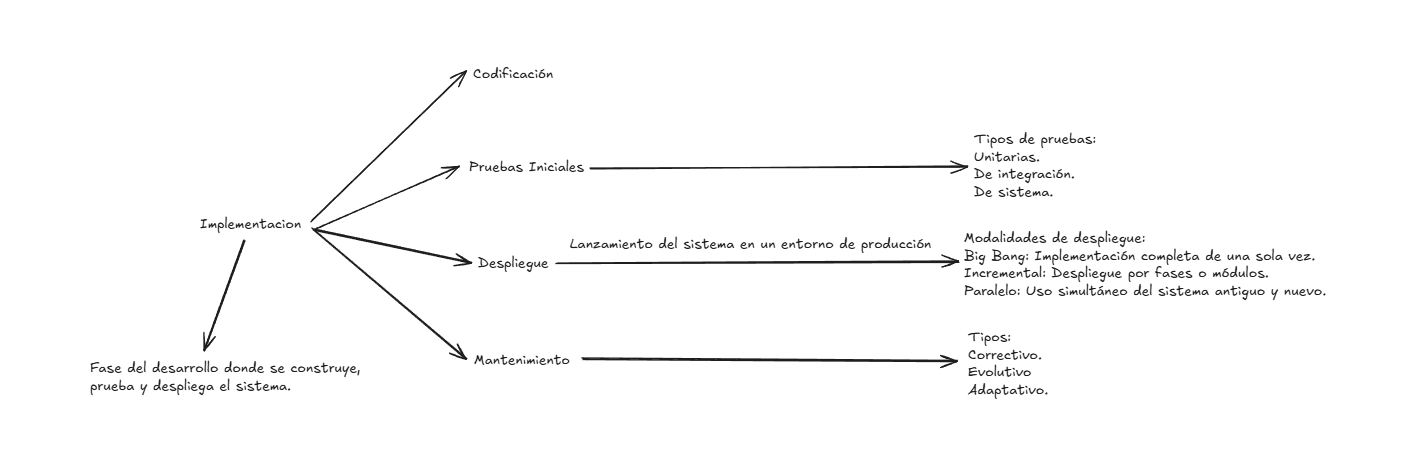 Codificación
Tipos de pruebas:
Unitarias.
De integración.
De sistema.
Pruebas Iniciales
Implementacion
Lanzamiento del sistema en un entorno de producción
Despliegue
Modalidades de despliegue:
Big Bang: Implementación completa de una sola vez.
Incremental: Despliegue por fases o módulos.
Paralelo: Uso simultáneo del sistema antiguo y nuevo.
Mantenimiento
Tipos:
Correctivo.
Evolutivo
Adaptativo.
Fase del desarrollo donde se construye,
prueba y despliega el sistema.